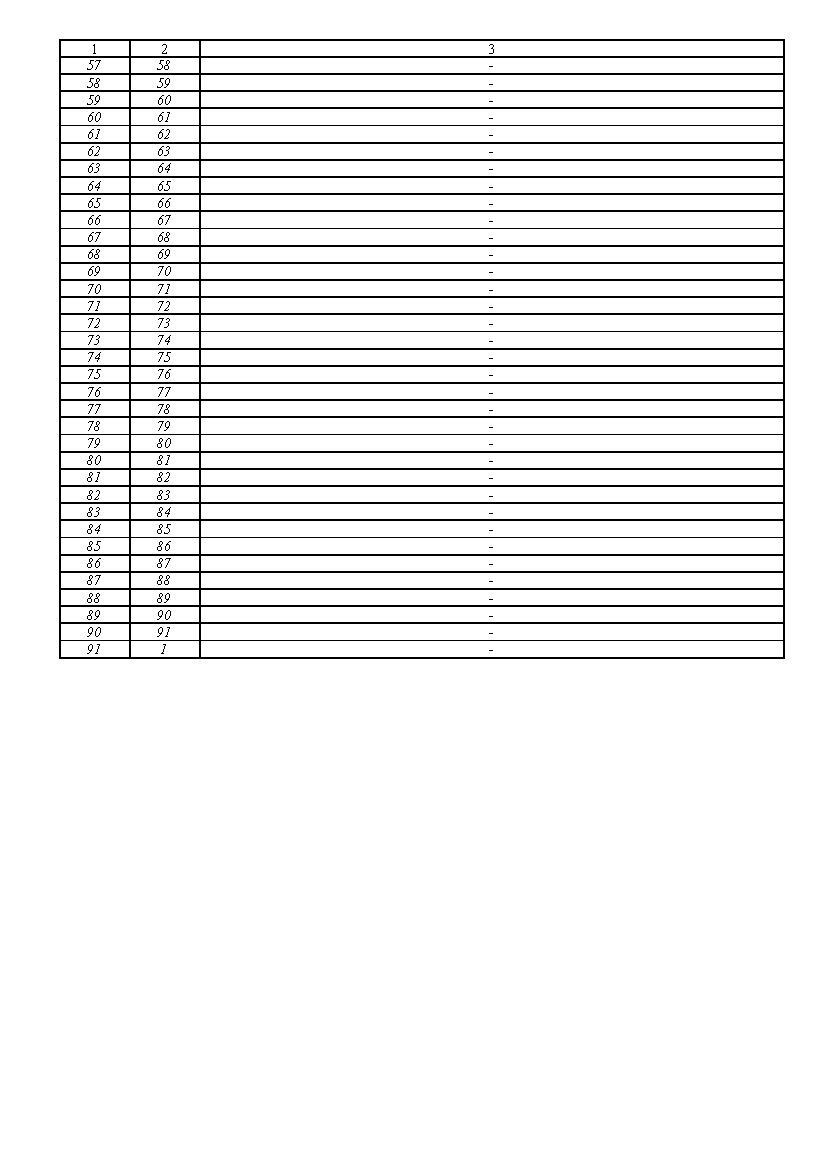 1 2 3
57 58 -
58 59 -
59 60 -
60 61 -
61 62 -
62 63 -
63 64 -
64 65 -
65 66 -
66 67 -
67 68 -
68 69 -
69 70 -
70 71 -
71 72 -
72 73 -
73 74 -
74 75 -
75 76 -
76 77 -
77 78 -
78 79 -
79 80 -
80 81 -
81 82 -
82 83 -
83 84 -
84 85 -
85 86 -
86 87 -
87 88 -
88 89 -
89 90 -
90 91 -
91 1 -